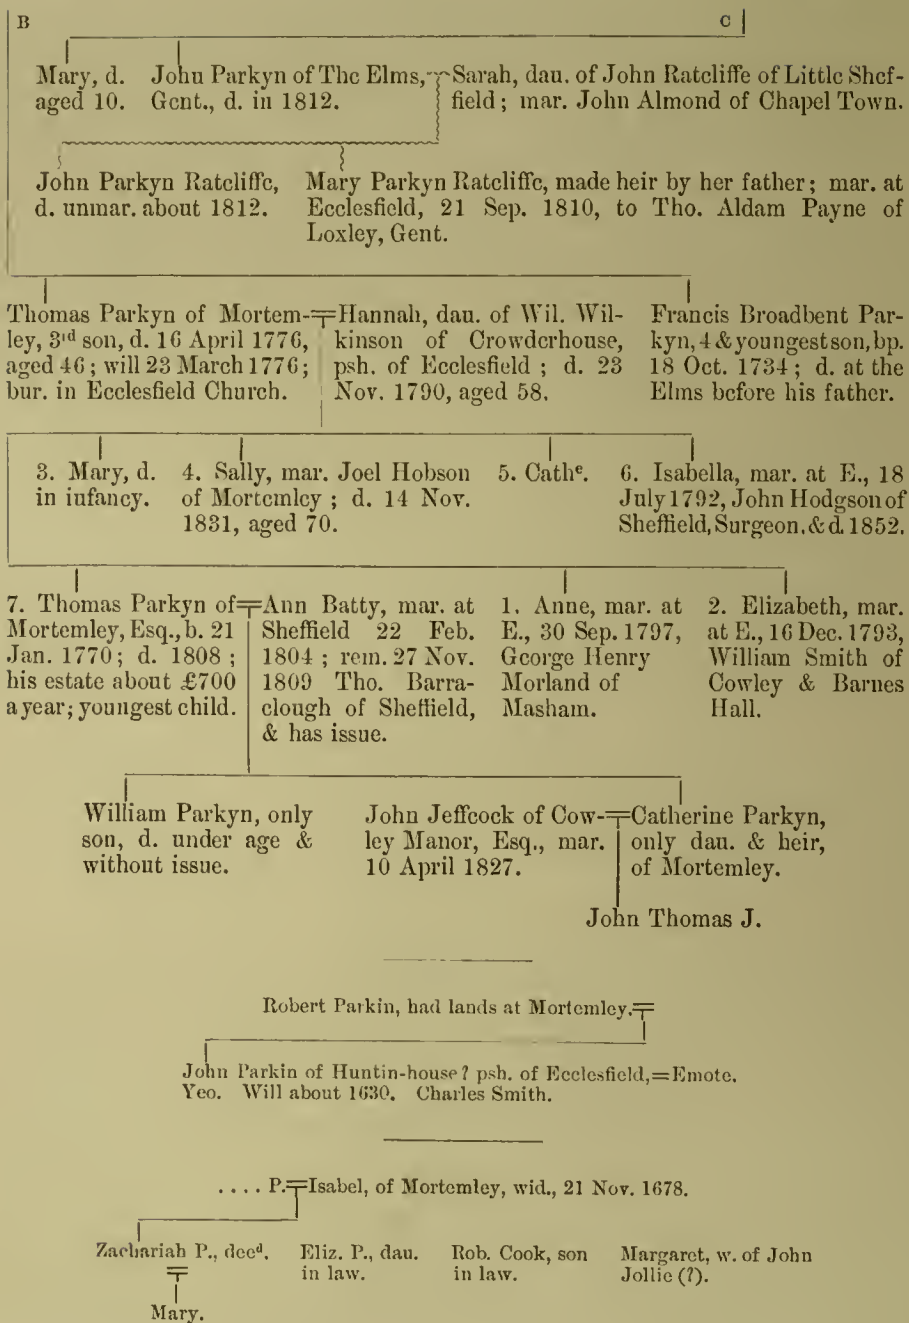 B C
Mary, d.
aged 10.
John Parkyn of The Elms,
Gent., d. in 1812.
Sarah, dau. of John Ratcliffe of Little Shef-
field; mar. John Almond of Chapel Town.
John Parkyn Ratcliffe,
d. unmar. about 1812.
Mary Parkyn Ratcliffe, made heir by her father; mar. at
Ecclesfield, 21 Sep. 1810, to Tho. Aldam Payne of
Loxley, Gent.
Thomas Parkyn of Mortem-
ley, 3rd son, d. 16 April 1776,
aged 46; will 23 March 1776;
bur. in Ecclesfield Church.
Hannah, dau. of Wil. Wil-
kinson of Crowderhouse,
psh. of Ecclesfield; d. 23
Nov. 1790, aged 58.
Francis Broadbent Par-
kyn, 4 & youngest son, bp.
18 Oct. 1734; d. at the
Elms before his father.
3. Mary, d.
in infancy.
4. Sally, mar. Joel Hobson
of Mortemley; d. 14 Nov.
1831, aged 70.
5. Cathe.
6. Isabella, mar. at E., 18
July 1792, John Hodgson of
Sheffield, Surgeon, & d. 1852.
7. Thomas Parkyn of
Mortemley, Esq., b. 21
Jan. 1770; d. 1808;
his estate about £700
a year; youngest child.
Ann Batty, mar. at
Sheffield 22 Feb.
1804; rem. 27 Nov.
1809 Tho. Barra-
clough of Sheffield,
& has issue.
1. Anne, mar. at
E., 30 Sep. 1797,
George Henry
Morland of
Masham.
2. Elizabeth, mar.
at E., 16 Dec. 1793,
William Smith of
Cowley & Barnes
Hall.
William Parkyn, only
son, d. under age &
without issue.
John Jeffcock of Cow-
ley Manor, Esq., mar.
10 April 1827.
Catherine Parkyn,
only dau. & heir,
of Mortemley.
John Thomas J.
Robert Parkin, had lands at Mortemley.
John Parkin of Huntin-house? psh. of Ecclesfield,=Emote.
Yeo. Will about 1630. Charles Smith.
.... P.=Isabel, of Mortemley, wid., 21 Nov. 1678.
Zachariah P., decd.
Eliz. P., dau.
in law.
Rob. Cook, son
in law.
Margaret, w. of John
Jollie (?).
Mary.